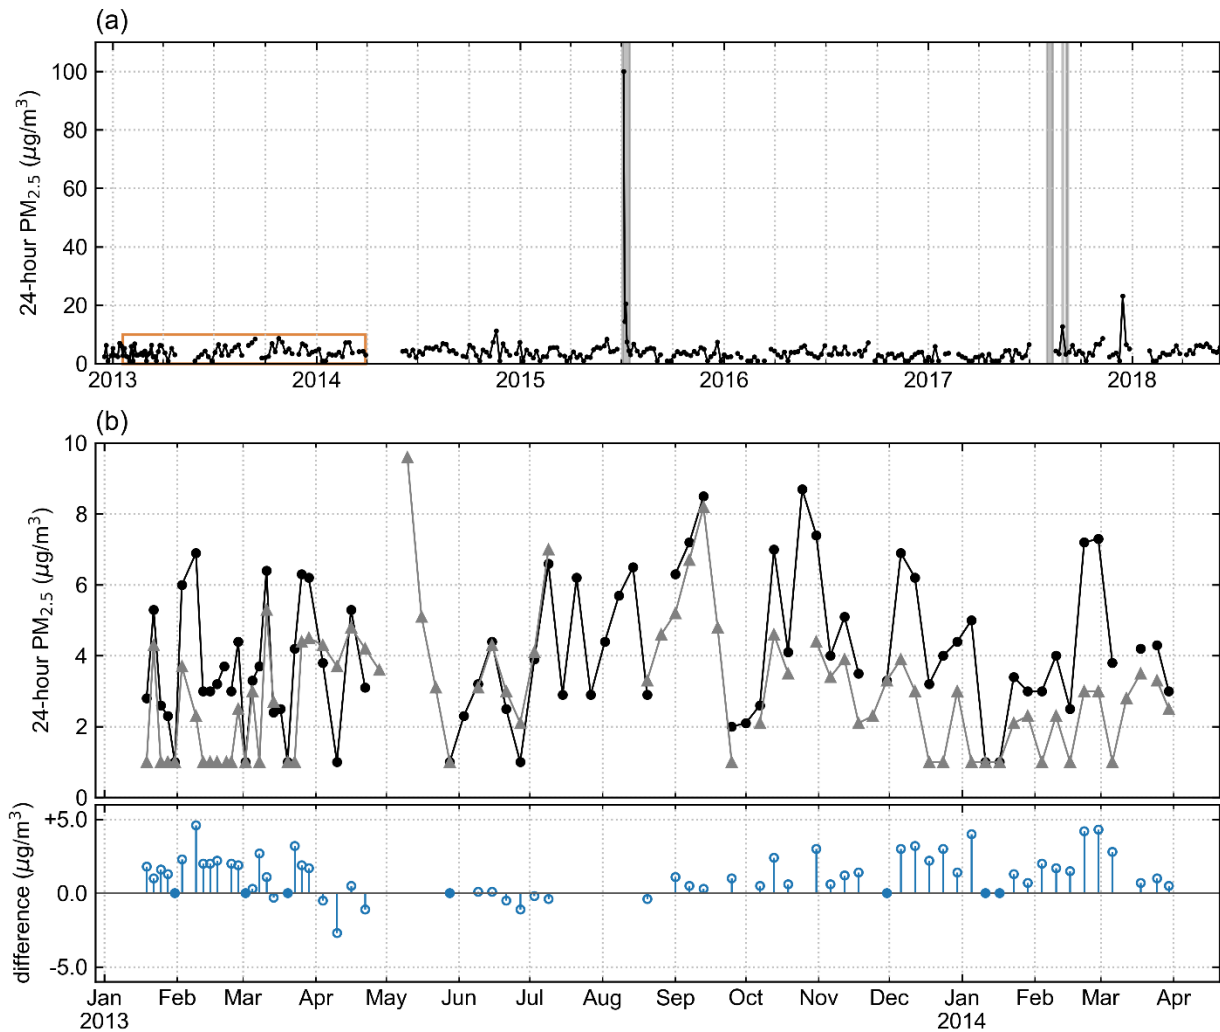 (a)
24-hour PM2.5 (μg/m3)
100
80
60
40
20
0
2013 2014 2015 2016 2017 2018
(b)
24-hour PM2.5 (μg/m3)
10
8
6
4
2
0
difference (μg/m3)
+5.0
0.0
-5.0
Jan Feb Mar Apr May Jun Jul Aug Sep Oct Nov Dec Jan Feb Mar Apr
2013 2014